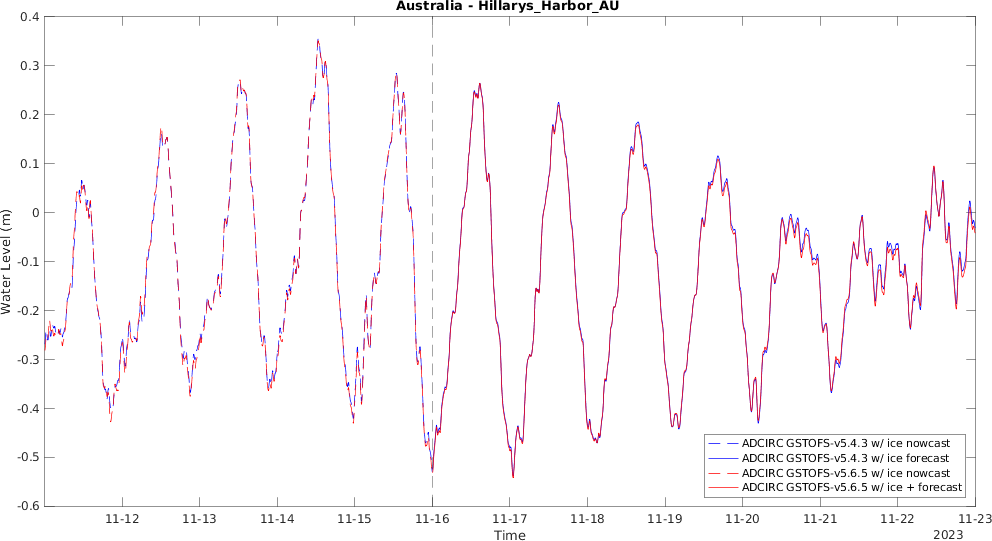 Australia - Hillarys_Harbor_AU
0.4
0.3
0.2
0.1
0
-0.1
-0.2
-0.3
-0.4
-0.5
-0.6
Water Level (m)
ADCIRC GSTOFS-v5.4.3 w/ ice nowcast
ADCIRC GSTOFS-v5.4.3 w/ ice forecast
ADCIRC GSTOFS-v5.6.5 w/ ice nowcast
ADCIRC GSTOFS-v5.6.5 w/ ice + forecast
11-12 11-13 11-14 11-15 11-16 11-17 11-18 11-19 11-20 11-21 11-22 11-23
Time
2023